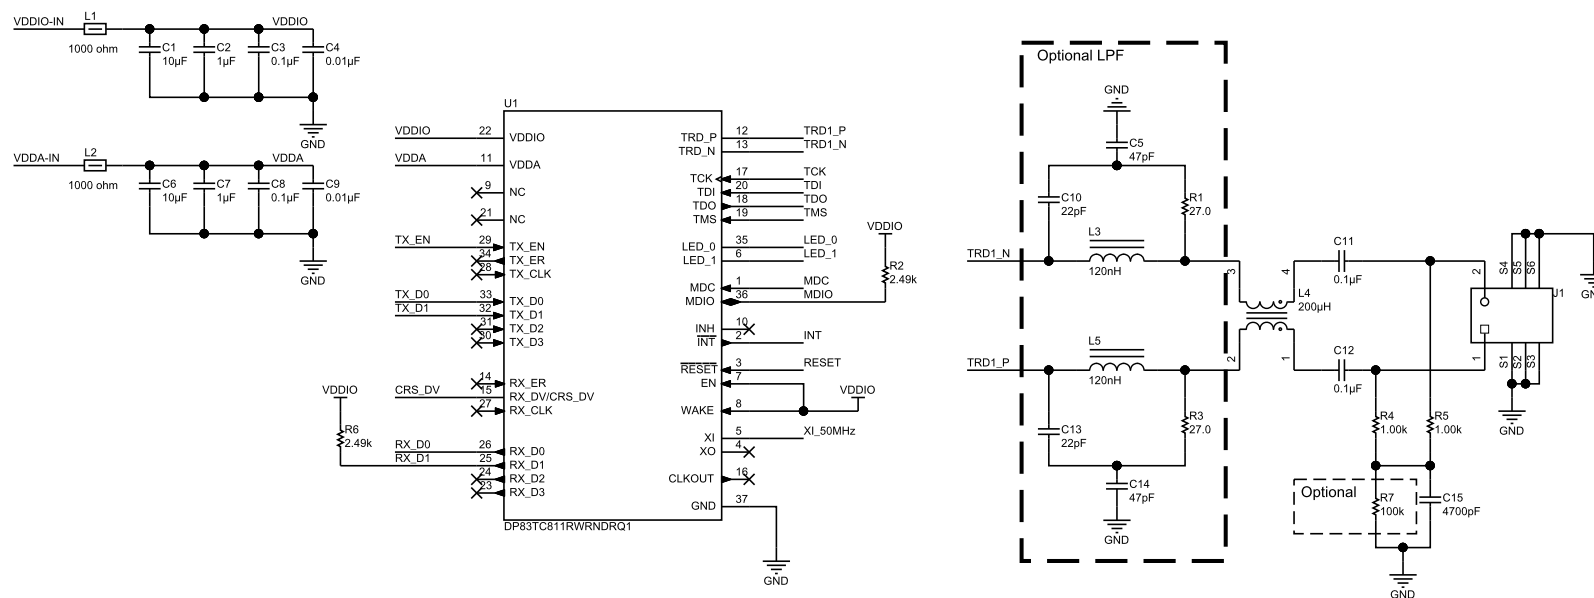 VDDIO-IN
L1
1000 ohm
VDDIO
C1
10µF
C2
1µF
C3
0.1µF
C4
0.01µF
GND
VDDA-IN
L2
1000 ohm
VDDA
C6
10µF
C7
1µF
C8
0.1µF
C9
0.01µF
GND
U1
VDDIO 22 VDDIO
VDDA 11 VDDA
9 NC
21 NC
TX_EN 29 TX_EN
34 TX_ER
28 TX_CLK
TX_D0 33 TX_D0
TX_D1 32 TX_D1
31 TX_D2
30 TX_D3
14 RX_ER
CRS_DV 15 RX_DV/CRS_DV
27 RX_CLK
RX_D0 26 RX_D0
RX_D1 25 RX_D1
24 RX_D2
23 RX_D3
VDDIO
R6
2.49k
TRD_P 12 TRD1_P
TRD_N 13 TRD1_N
TCK 17 TCK
TDI 20 TDI
TDO 18 TDO
TMS 19 TMS
LED_0 35 LED_0
LED_1 6 LED_1
MDC 1 MDC
MDIO 36 MDIO
INH 10
INT 2 INT
RESET 3 RESET
EN 7
WAKE 8
XI 5 XI_50MHz
XO 4
CLKOUT 16
GND 37
DP83TC811RWRNDRQ1
VDDIO
R2
2.49k
VDDIO
GND
Optional LPF
GND
C5
47pF
C10
22pF
R1
27.0
L3
120nH
TRD1_N
TRD1_P
L5
120nH
C13
22pF
R3
27.0
C14
47pF
GND
3
4
L4
200µH
2
1
C11
0.1µF
C12
0.1µF
R4
1.00k
R5
1.00k
Optional
R7
100k
C15
4700pF
GND
2
S4
S5
S6
J1
1
S1
S2
S3
GND